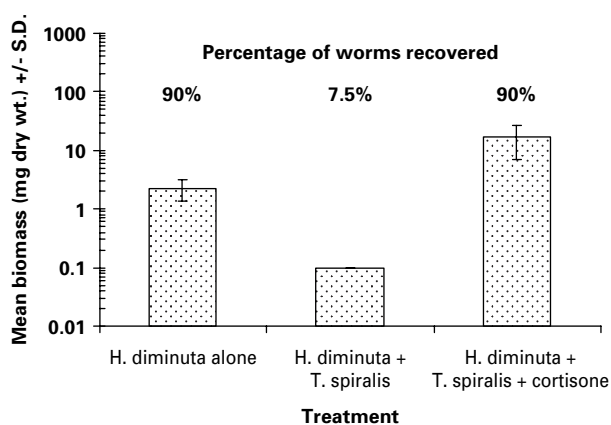 Percentage of worms recovered
90%
7.5%
90%
Mean biomass (mg dry wt.) +/- S.D.
1000
100
10
1
0.1
0.01
H. diminuta alone
H. diminuta +
T. spiralis
H. diminuta +
T. spiralis + cortisone
Treatment